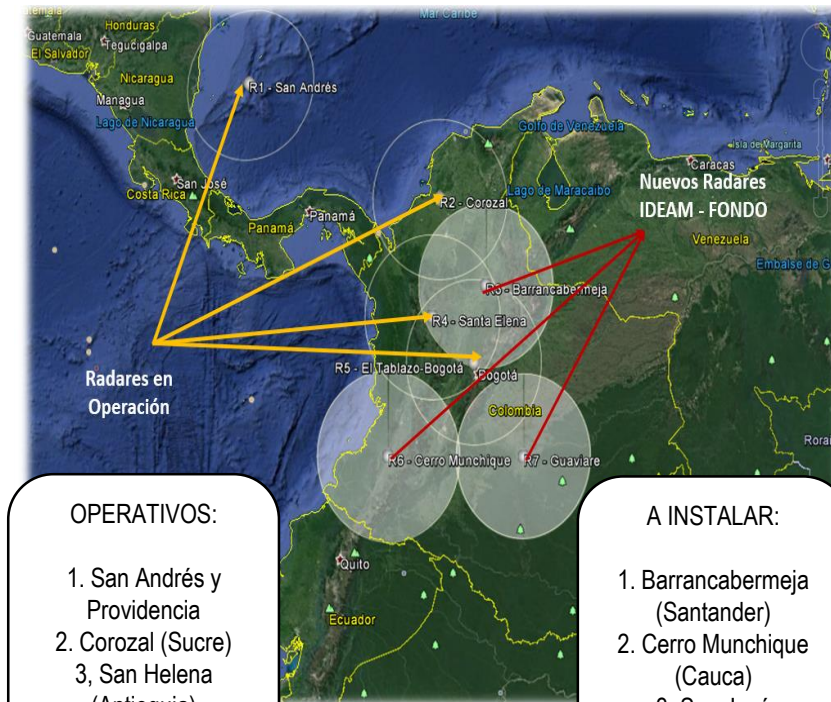 Mar Caribe
Guatemala
Honduras
Guatemala
Tegucigalpa
El Salvador
Nicaragua
R1 - San Andrés
Managua
Lago de Nicaragua
Golfo de Venezuela
Isla de Margarita
Caracas
San José
Costa Rica
Lago de Maracaibo
Nuevos Radares
IDEAM - FONDO
R2 - Corozal
Panamá
Panamá
Venezuela
Embalse de G
R3 - Barrancabermeja
R4 - Santa Elena
R5 - El Tablazo-Bogotá
Bogotá
Radares en
Operación
Colombia
Rorai
R6 - Cerro Munchique
R7 - Guaviare
Quito
Ecuador
OPERATIVOS:
1. San Andrés y
Providencia
2. Corozal (Sucre)
3, San Helena
(Antioquia)
A INSTALAR:
1. Barrancabermeja
(Santander)
2. Cerro Munchique
(Cauca)